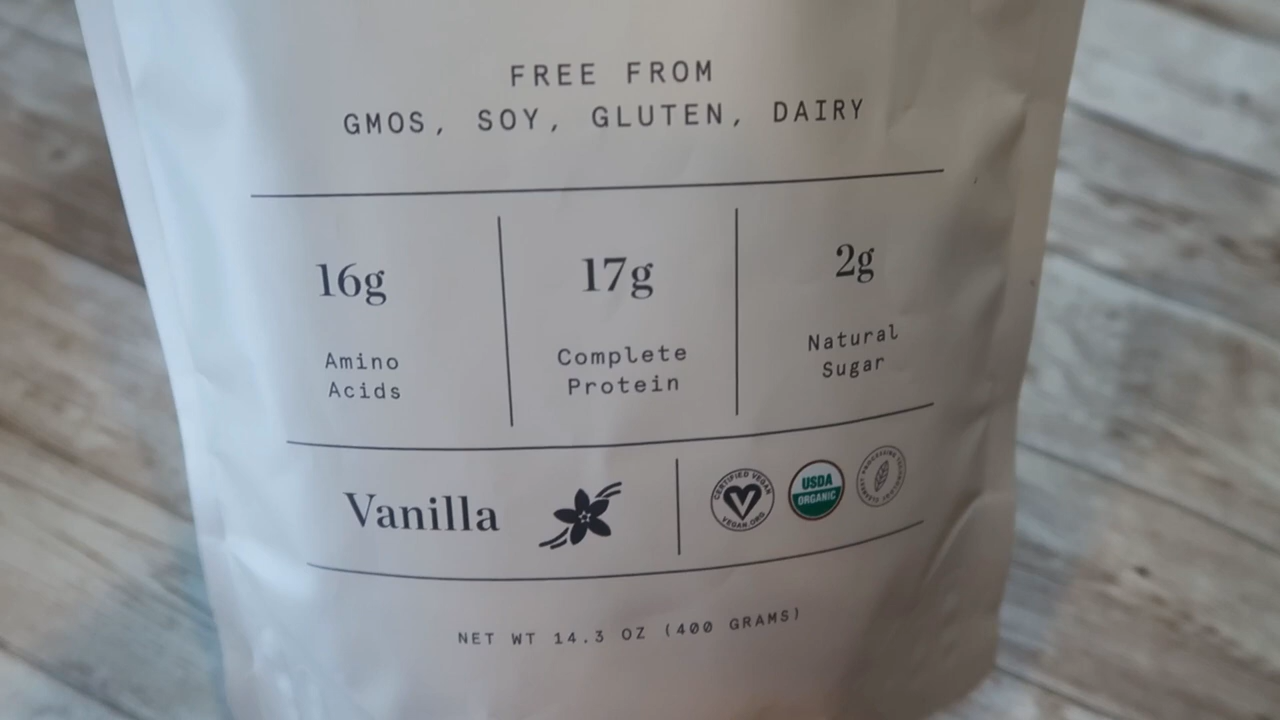 FREE FROM
GMOS, SOY, GLUTEN, DAIRY
16g
Amino
Acids
17g
Complete
Protein
2g
Natural
Sugar
Vanilla
CERTIFIED VEGAN
VEGAN.ORG
USDA
ORGANIC
NET WT 14.3 OZ (400 GRAMS)